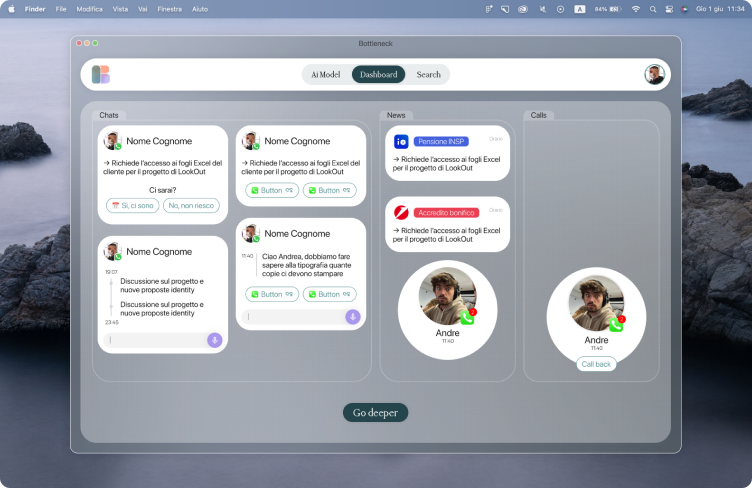 Finder File Modifica Vista Vai Finestra Aiuto
A 84% Gio 1 giu 11:34
Bottleneck
Ai Model Dashboard Search
Chats
Nome Cognome
→ Richiede l'accesso ai fogli Excel del
cliente per il progetto di LookOut
Ci sarai?
Si, ci sono No, non riesco
Nome Cognome
→ Richiede l'accesso ai fogli Excel del
cliente per il progetto di LookOut
Button Button
Nome Cognome
19:07
Discussione sul progetto e
nuove proposte identity
Discussione sul progetto e
nuove proposte identity
23:45
Nome Cognome
11:40 Ciao Andrea, dobbiamo fare
sapere alla tipografia quante
copie ci devono stampare
Button Button
News
io Pensione INSP Orario
→ Richiede l'accesso ai fogli Excel
per il progetto di LookOut
Accredito bonifico Orario
→ Richiede l'accesso ai fogli Excel
per il progetto di LookOut
2
Andre
11:40
Calls
2
Andre
11:40
Call back
Go deeper